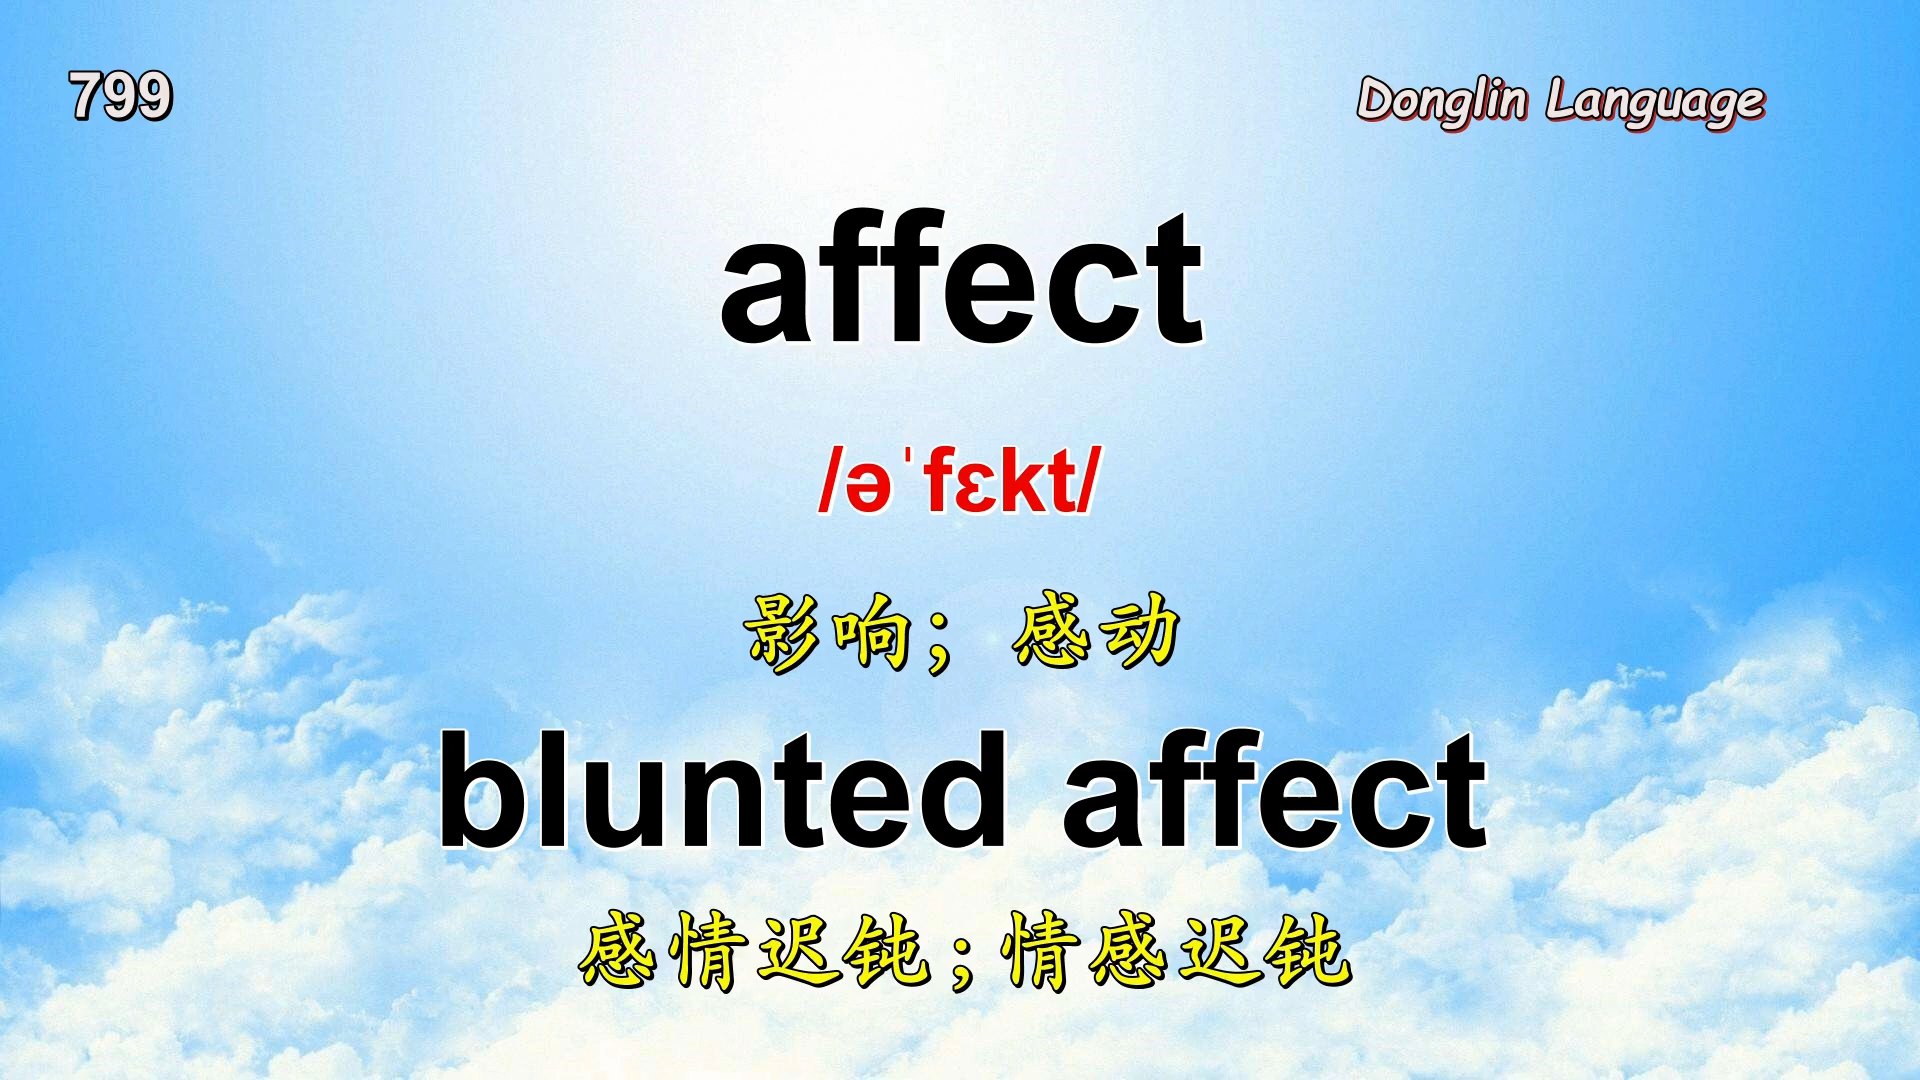 799
Donglin Language
affect
/əˈfɛkt/
影响；感动
blunted affect
感情迟钝;情感迟钝